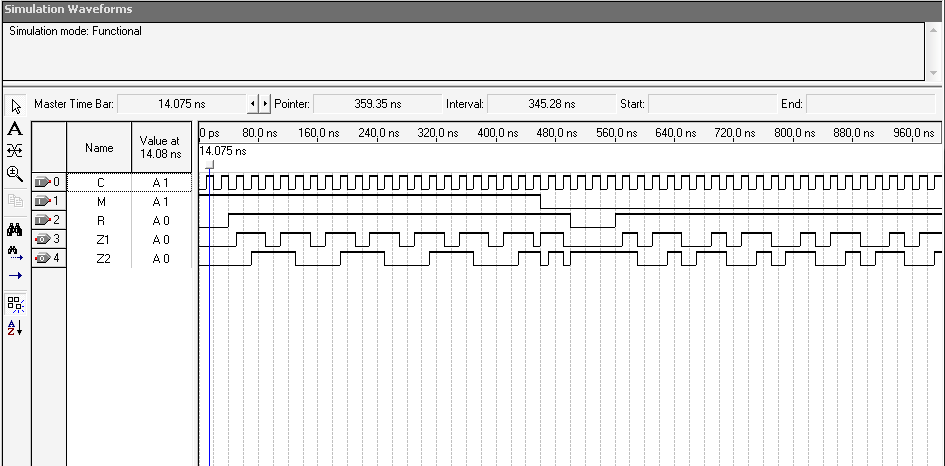 Simulation Waveforms
Simulation mode: Functional
Master Time Bar: 14.075 ns Pointer: 359.35 ns Interval: 345.28 ns Start: End:
Name Value at 14.08 ns 0 ps 80.0 ns 160.0 ns 240.0 ns 320.0 ns 400.0 ns 480.0 ns 560.0 ns 640.0 ns 720.0 ns 800.0 ns 880.0 ns 960.0 ns
14.075 ns
0 C A 1
1 M A 1
2 R A 0
3 Z1 A 0
4 Z2 A 0